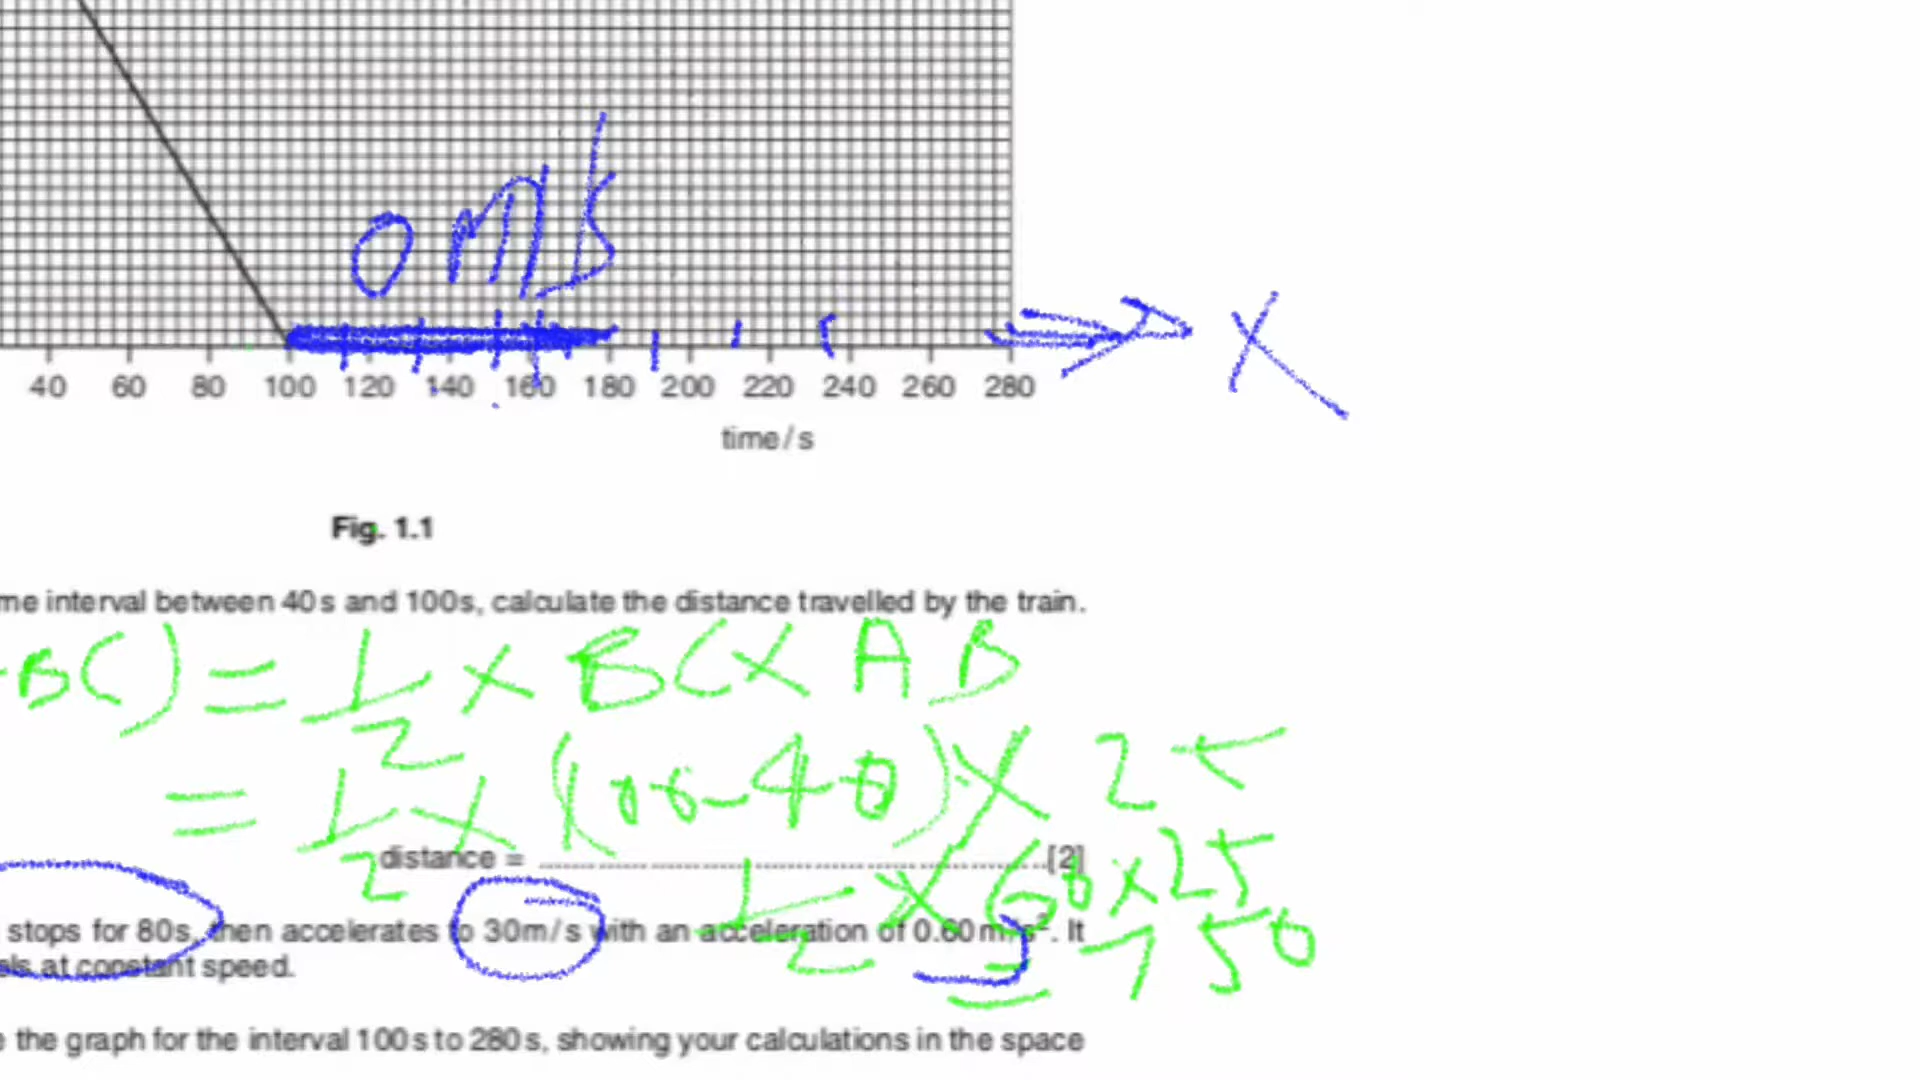 0 m/s
X
40 60 80 100 120 140 160 180 200 220 240 260 280
time / s
Fig. 1.1
me interval between 40 s and 100 s, calculate the distance travelled by the train.
BC) = 1/2 × BC × AB
= 1/2 × (100-40) × 25
distance = ........................................ [2]
1/2 × 60 × 25
stops for 80 s, then accelerates to 30 m/s with an acceleration of 0.60 m/s². It
= 750
els at constant speed.
e the graph for the interval 100 s to 280 s, showing your calculations in the space